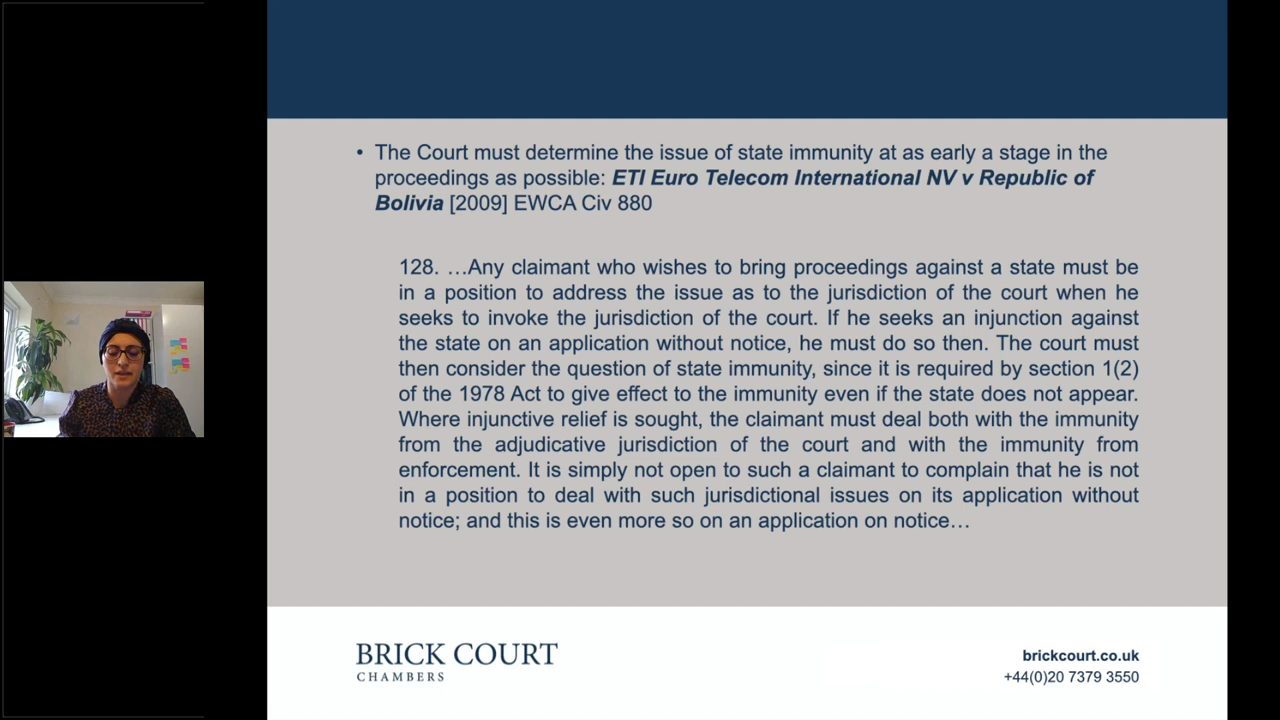 • The Court must determine the issue of state immunity at as early a stage in the
proceedings as possible: ETI Euro Telecom International NV v Republic of
Bolivia [2009] EWCA Civ 880
128. …Any claimant who wishes to bring proceedings against a state must be
in a position to address the issue as to the jurisdiction of the court when he
seeks to invoke the jurisdiction of the court. If he seeks an injunction against
the state on an application without notice, he must do so then. The court must
then consider the question of state immunity, since it is required by section 1(2)
of the 1978 Act to give effect to the immunity even if the state does not appear.
Where injunctive relief is sought, the claimant must deal both with the immunity
from the adjudicative jurisdiction of the court and with the immunity from
enforcement. It is simply not open to such a claimant to complain that he is not
in a position to deal with such jurisdictional issues on its application without
notice; and this is even more so on an application on notice…
BRICK COURT
CHAMBERS
brickcourt.co.uk
+44(0)20 7379 3550